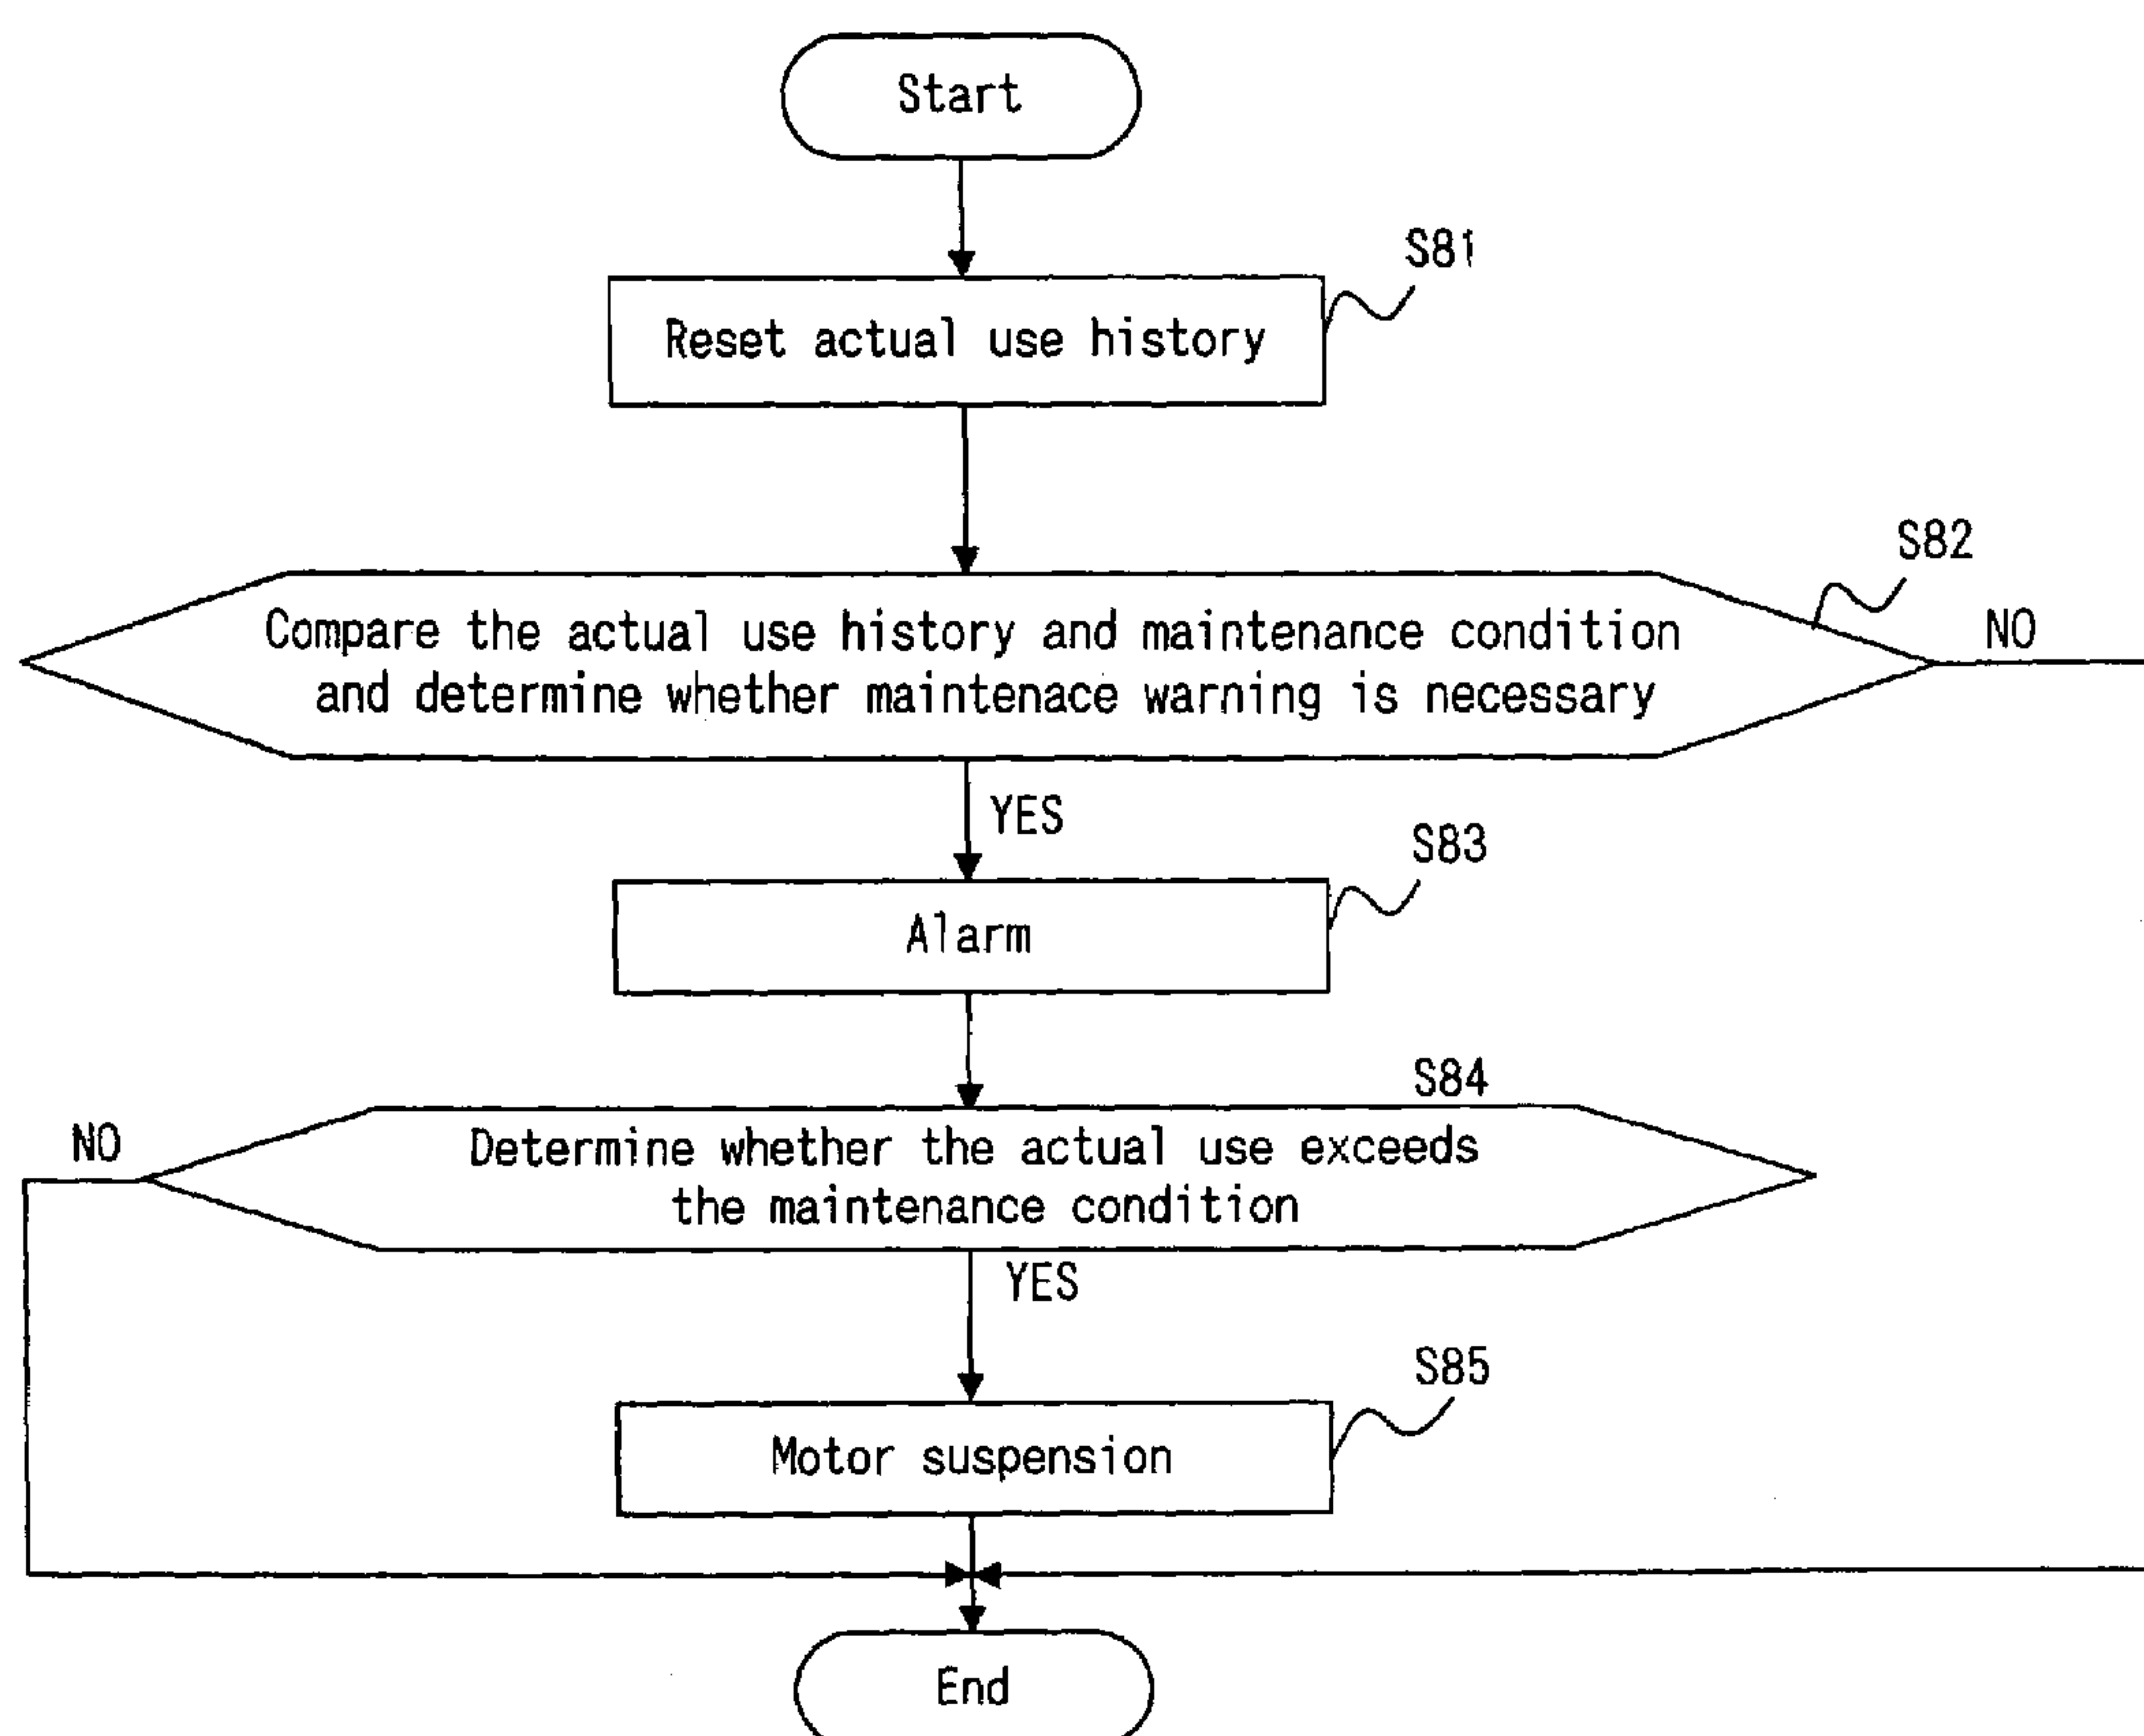 Start
S81
Reset actual use history
S82
Compare the actual use history and maintenance condition
and determine whether maintenace warning is necessary
NO
YES
S83
Alarm
S84
NO
Determine whether the actual use exceeds
the maintenance condition
YES
S85
Motor suspension
End